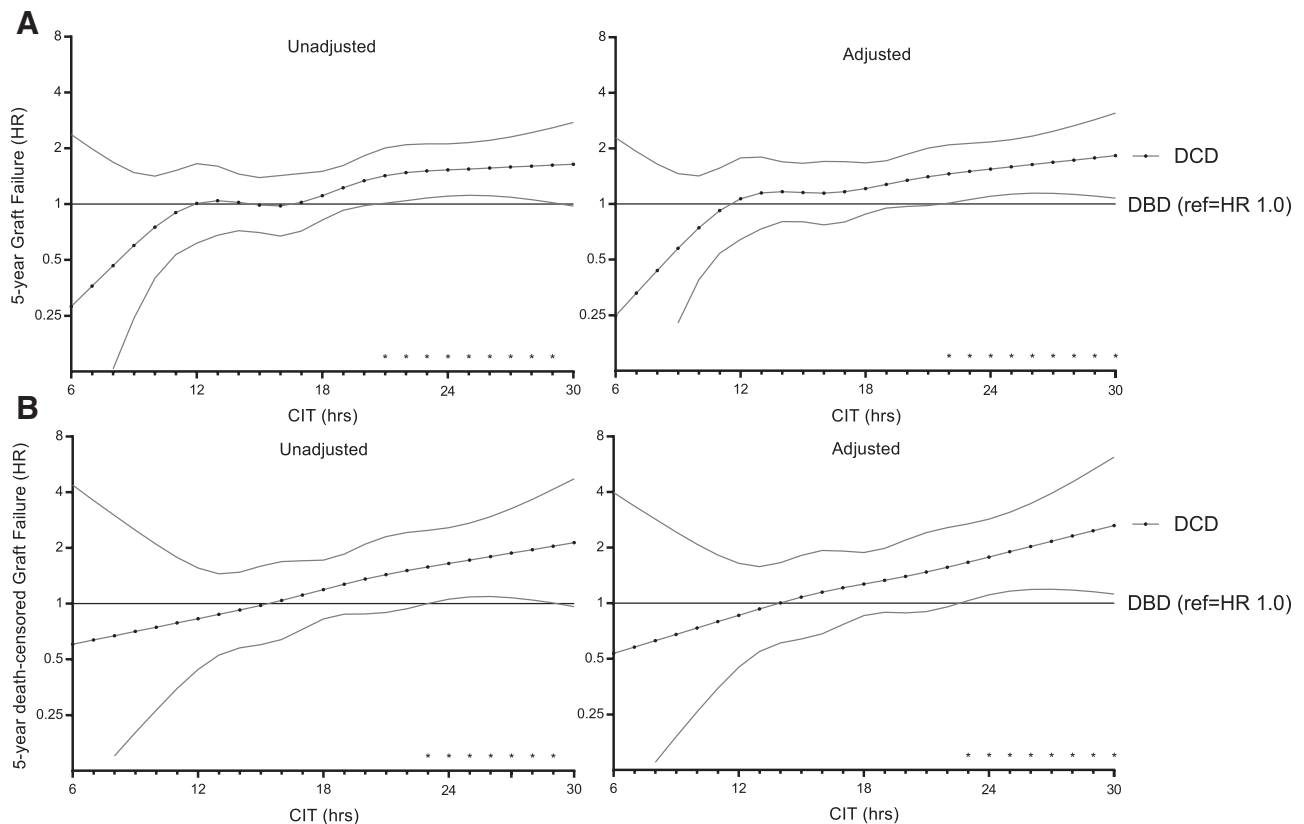 A
Unadjusted
Adjusted
5-year Graft Failure (HR)
8
4
2
1
0.5
0.25
8
4
2
1
0.5
0.25
DCD
DBD (ref=HR 1.0)
* * * * * * * * *
* * * * * * * * *
6 12 18 24 30
6 12 18 24 30
CIT (hrs)
CIT (hrs)
B
Unadjusted
Adjusted
5-year death-censored Graft Failure (HR)
8
4
2
1
0.5
0.25
8
4
2
1
0.5
0.25
DCD
DBD (ref=HR 1.0)
* * * * * * *
* * * * * * * *
6 12 18 24 30
6 12 18 24 30
CIT (hrs)
CIT (hrs)